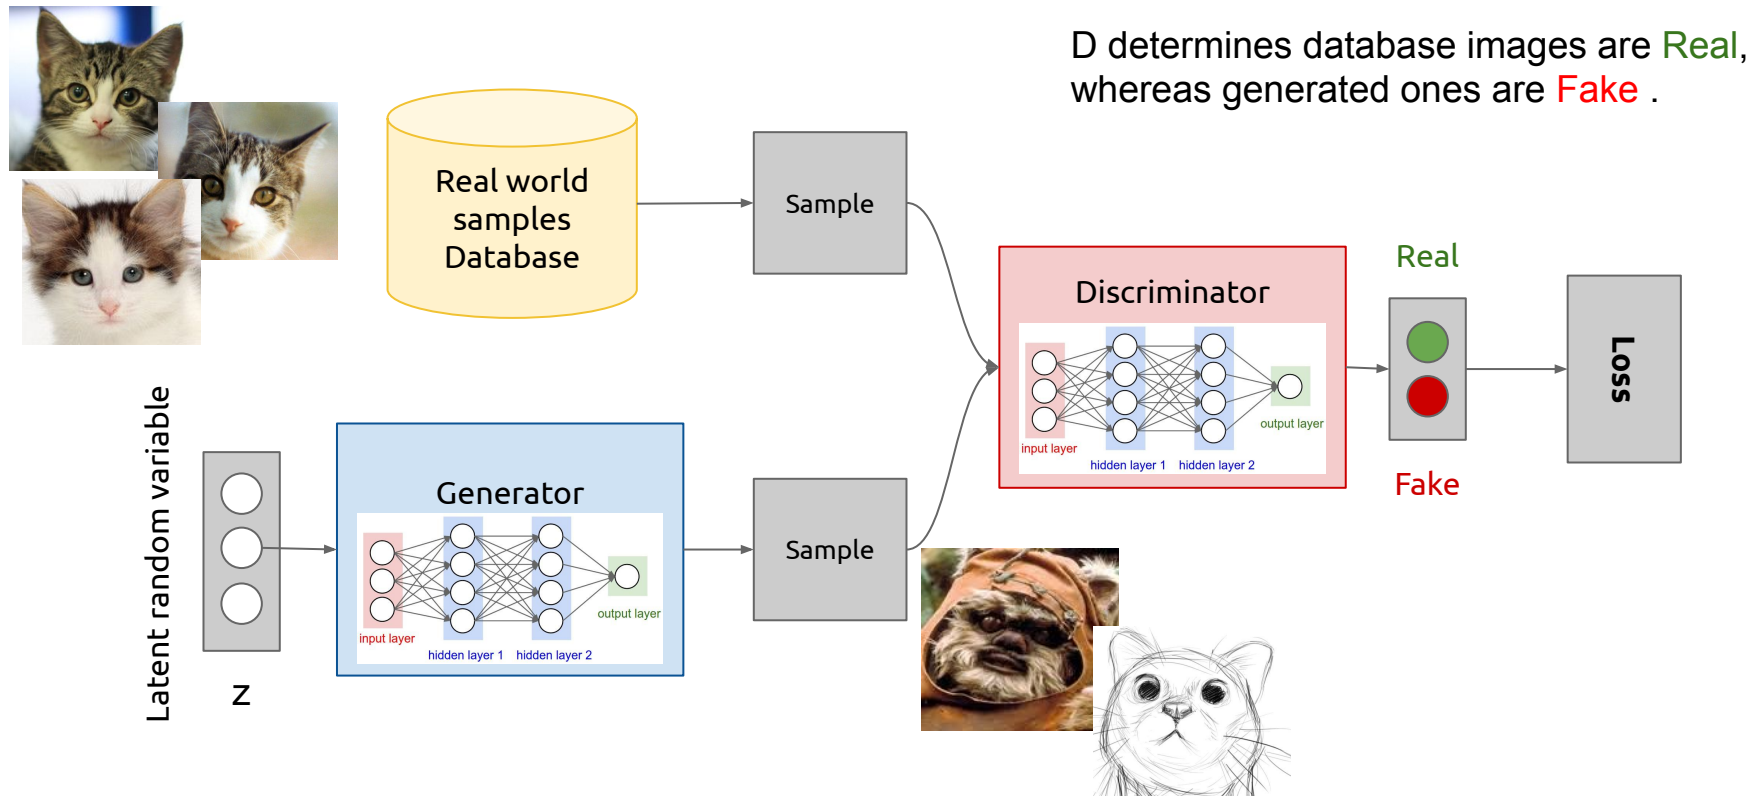 D determines database images are Real,
whereas generated ones are Fake .
Real world
samples
Database
Sample
Discriminator
input layer
hidden layer 1
hidden layer 2
output layer
Real
Fake
Loss
Latent random variable
z
Generator
input layer
hidden layer 1
hidden layer 2
output layer
Sample